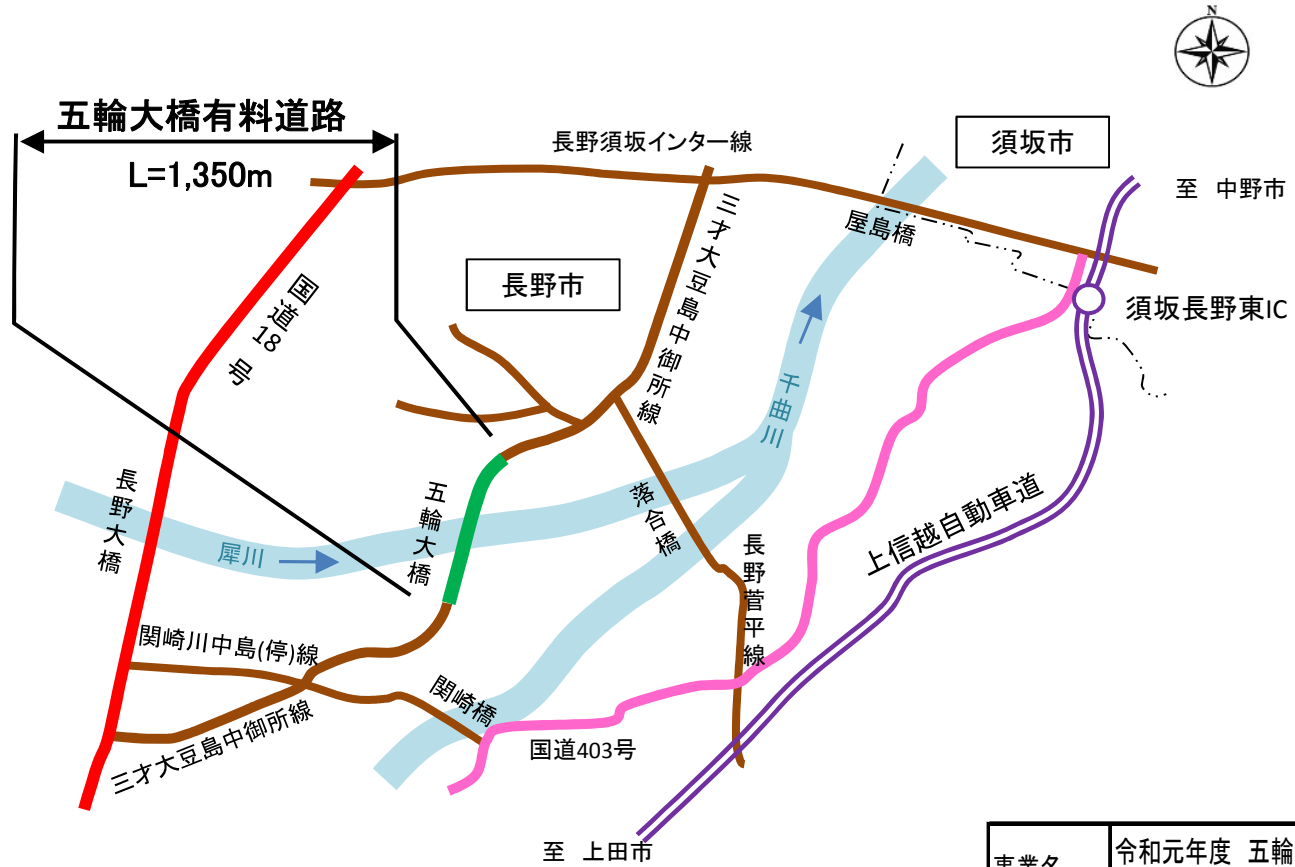 N
五輪大橋有料道路
L=1,350m
長野須坂インター線
須坂市
至 中野市
屋島橋
三才大豆島中御所線
長野市
国道18号
須坂長野東IC
千曲川
長野大橋
五輪大橋
落合橋
犀川
上信越自動車道
長野菅平線
関崎川中島(停)線
関崎橋
三才大豆島中御所線
国道403号
至 上田市
事業名
令和元年度 五輪